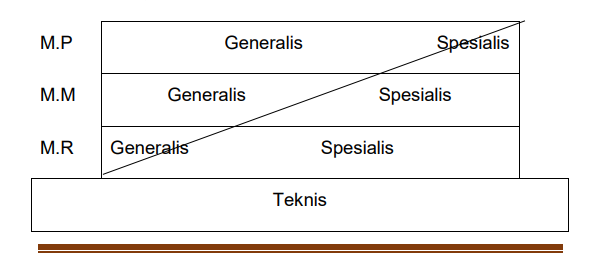 M.P Generalis Spesialis
M.M Generalis Spesialis
M.R Generalis Spesialis
Teknis